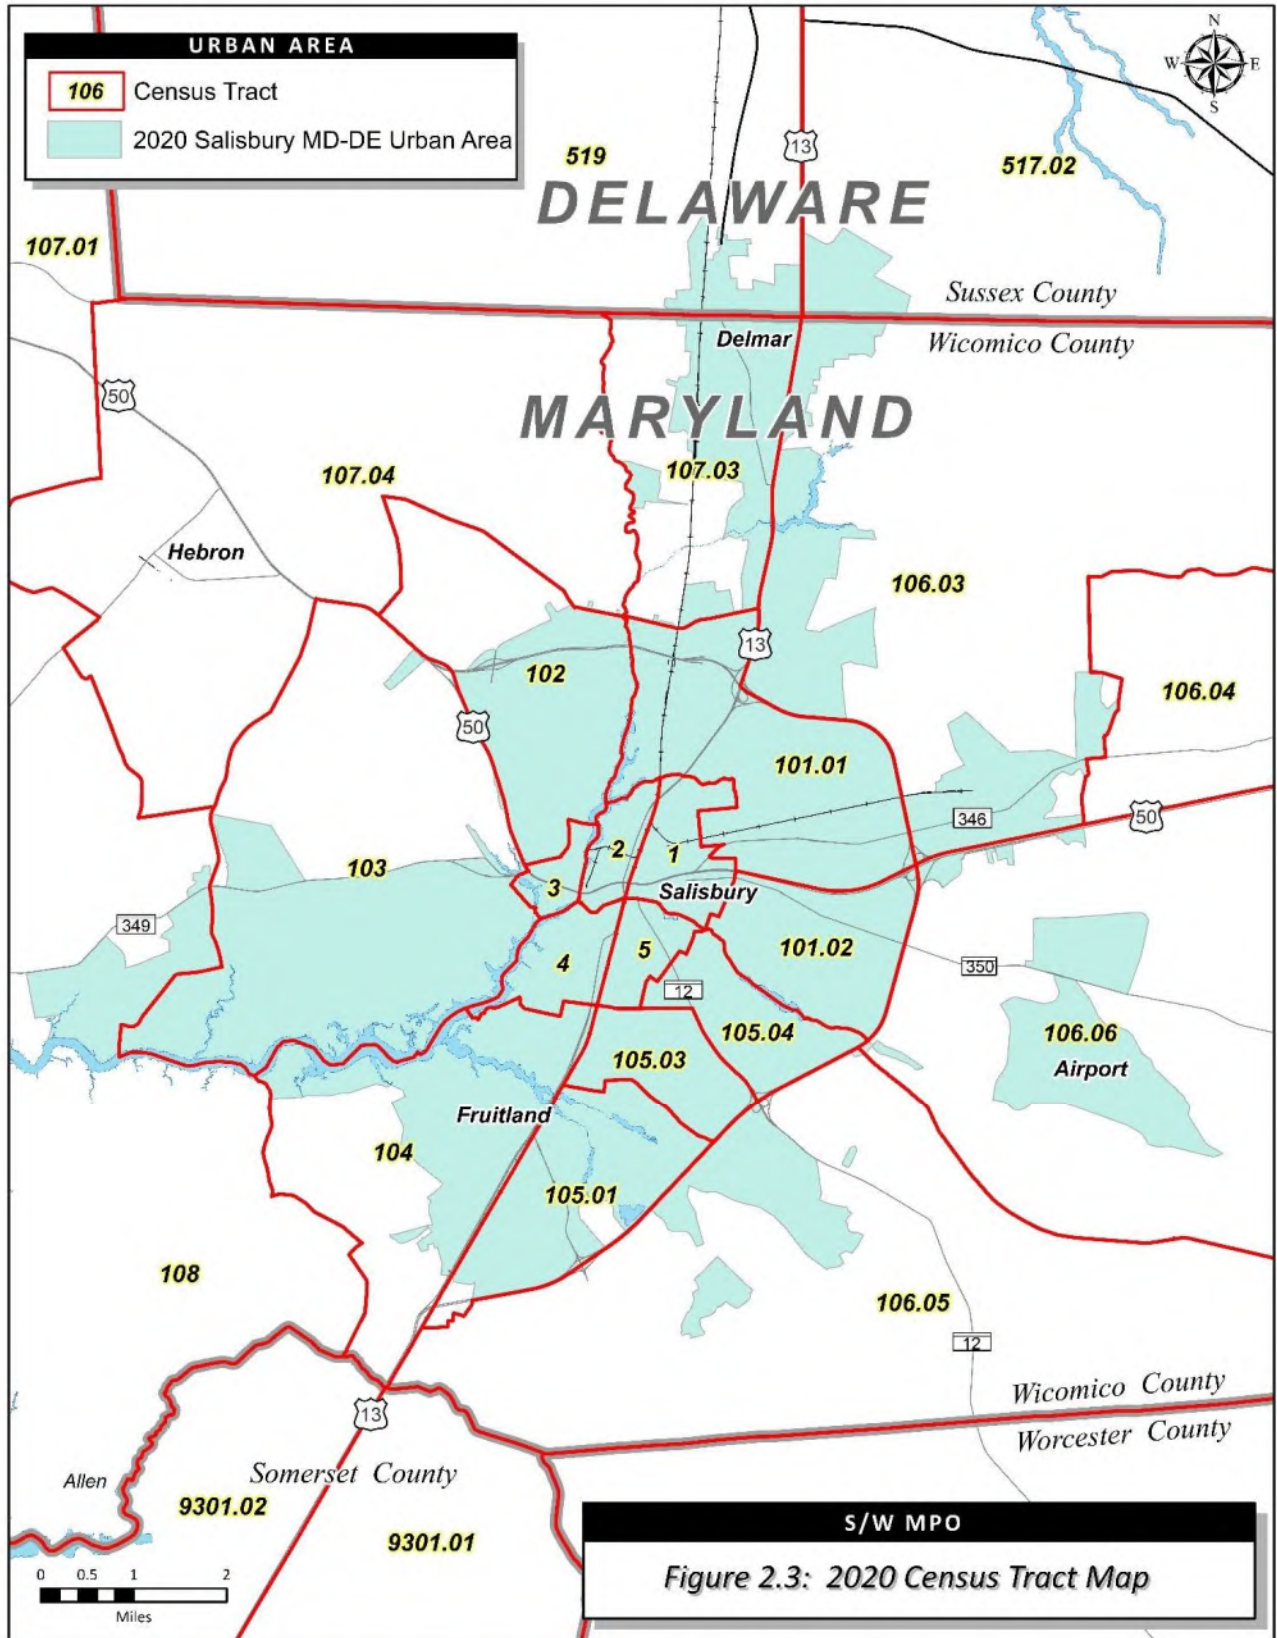 URBAN AREA
106 Census Tract
2020 Salisbury MD-DE Urban Area
N
W E
S
13
519
517.02
DELAWARE
107.01
Sussex County
Delmar
Wicomico County
50
MARYLAND
107.04
107.03
Hebron
106.03
13
102
106.04
50
101.01
346
50
2
1
103
3
Salisbury
349
5
101.02
4
350
12
105.04
106.06
105.03
Airport
Fruitland
104
105.01
108
106.05
12
Wicomico County
13
Worcester County
Somerset County
Allen
9301.02
9301.01
S/W MPO
Figure 2.3: 2020 Census Tract Map
0 0.5 1 2
Miles